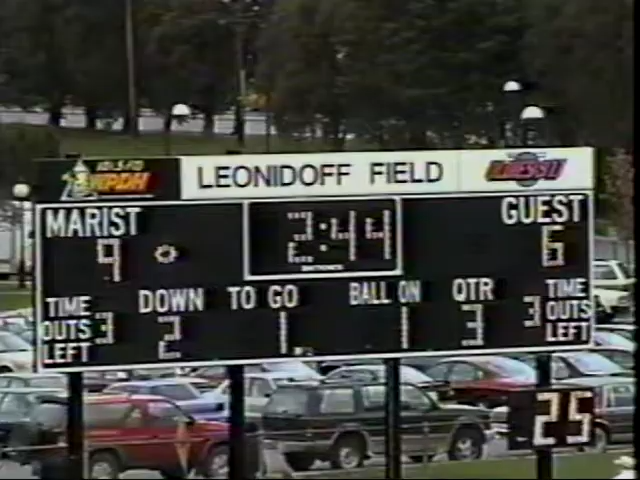 WPDH LEONIDOFF FIELD
MARIST 2:44 GUEST
9 6
TIME OUTS LEFT 3 DOWN 2 TO GO 1 BALL ON 1 QTR 3 3 TIME OUTS LEFT
25